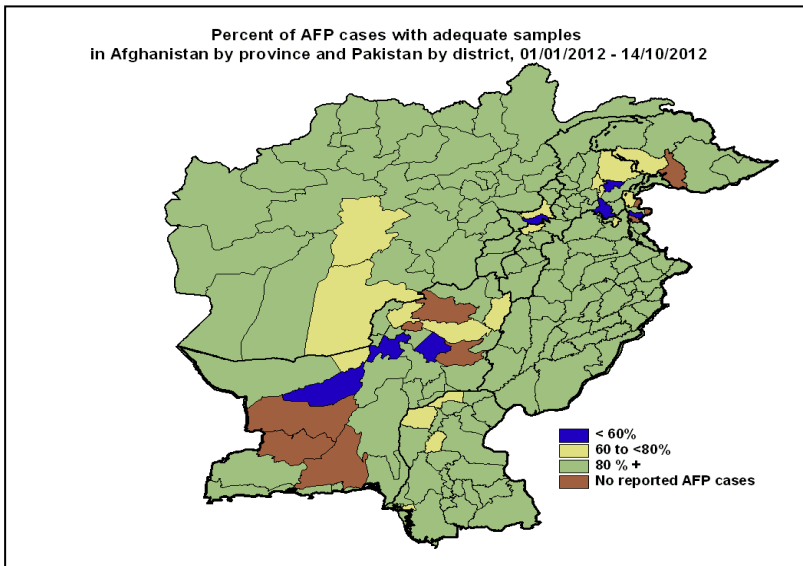 Percent of AFP cases with adequate samples
in Afghanistan by province and Pakistan by district, 01/01/2012 - 14/10/2012
< 60%
60 to <80%
80 % +
No reported AFP cases